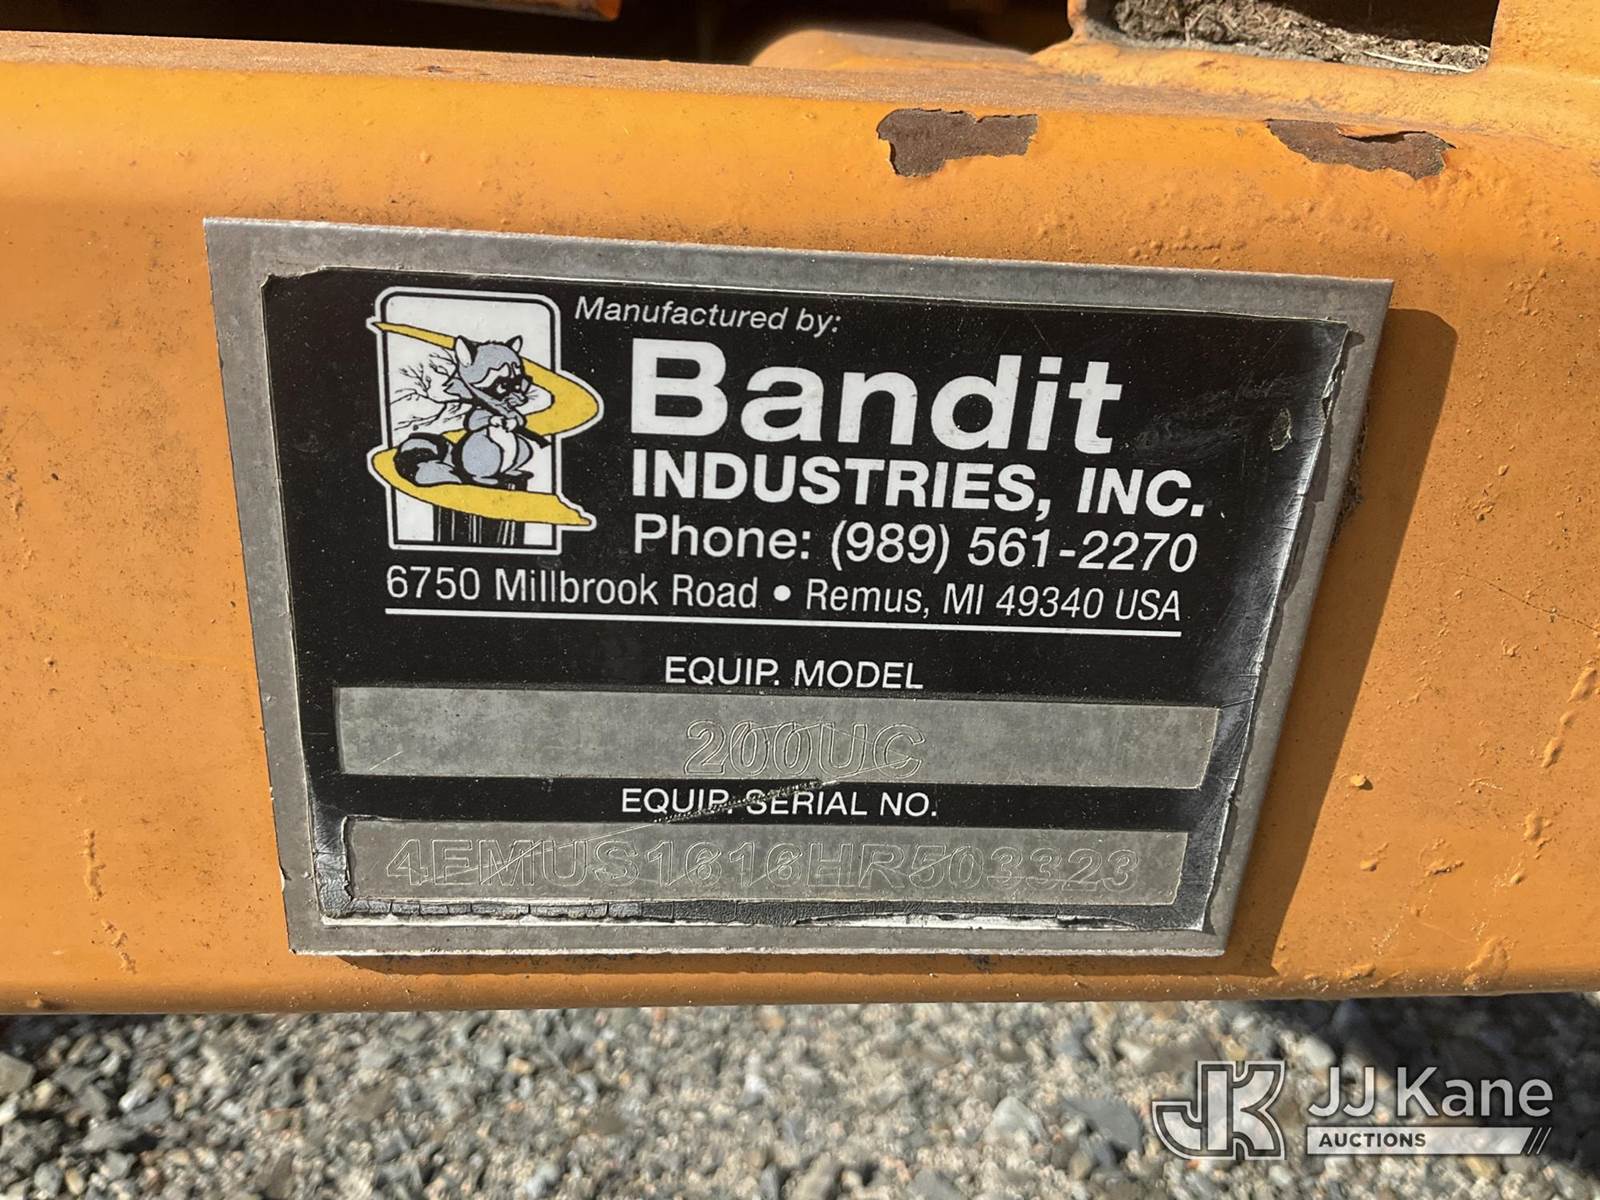 Manufactured by:
Bandit
INDUSTRIES, INC.
Phone: (989) 561-2270
6750 Millbrook Road • Remus, MI 49340 USA
EQUIP. MODEL
200UC
EQUIP. SERIAL NO.
4FMUS1616HR503323
JK JJ Kane
AUCTIONS